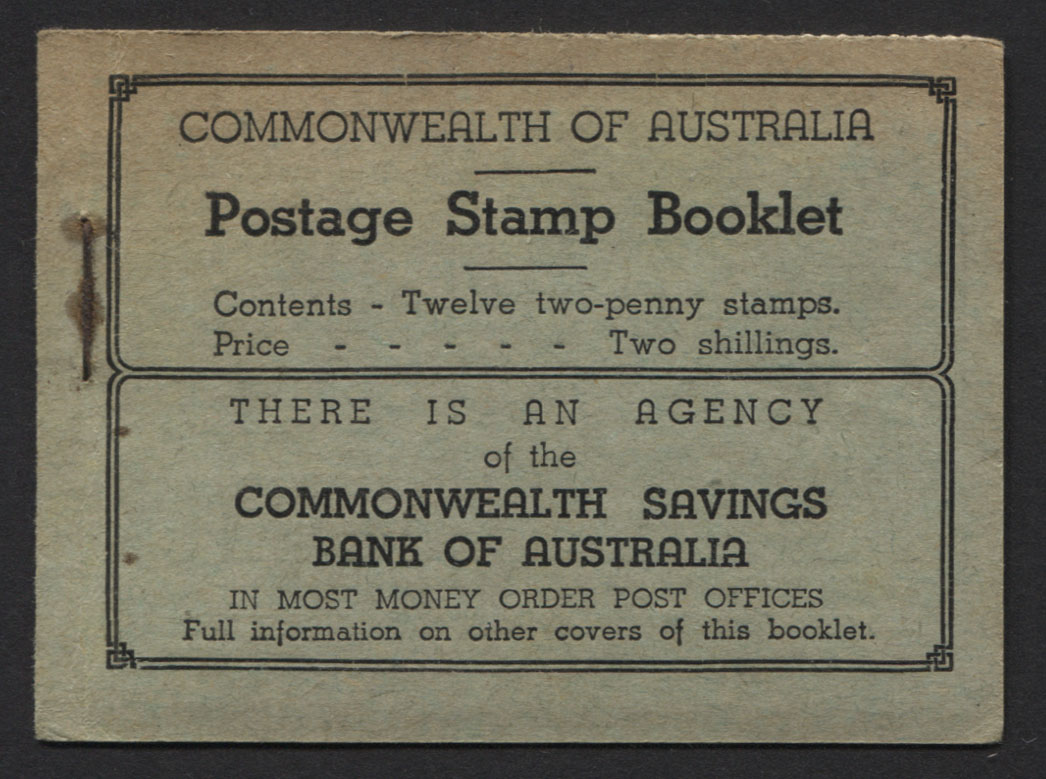 COMMONWEALTH OF AUSTRALIA
Postage Stamp Booklet
Contents - Twelve two-penny stamps.
Price - - - - - Two shillings.
THERE IS AN AGENCY
of the
COMMONWEALTH SAVINGS
BANK OF AUSTRALIA
IN MOST MONEY ORDER POST OFFICES
Full information on other covers of this booklet.